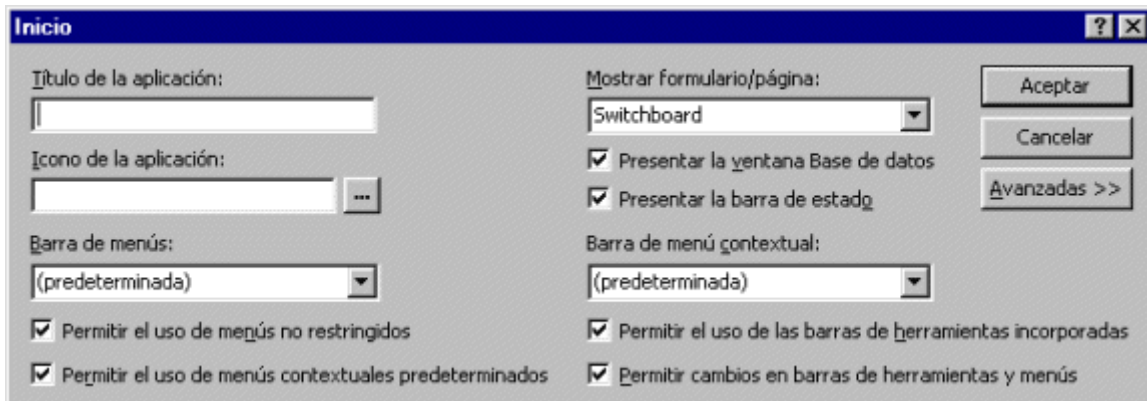 Inicio
Título de la aplicación:
Icono de la aplicación:
...
Barra de menús:
(predeterminada)
Permitir el uso de menús no restringidos
Permitir el uso de menús contextuales predeterminados
Mostrar formulario/página:
Switchboard
Presentar la ventana Base de datos
Presentar la barra de estado
Barra de menú contextual:
(predeterminada)
Permitir el uso de las barras de herramientas incorporadas
Permitir cambios en barras de herramientas y menús
Aceptar
Cancelar
Avanzadas >>